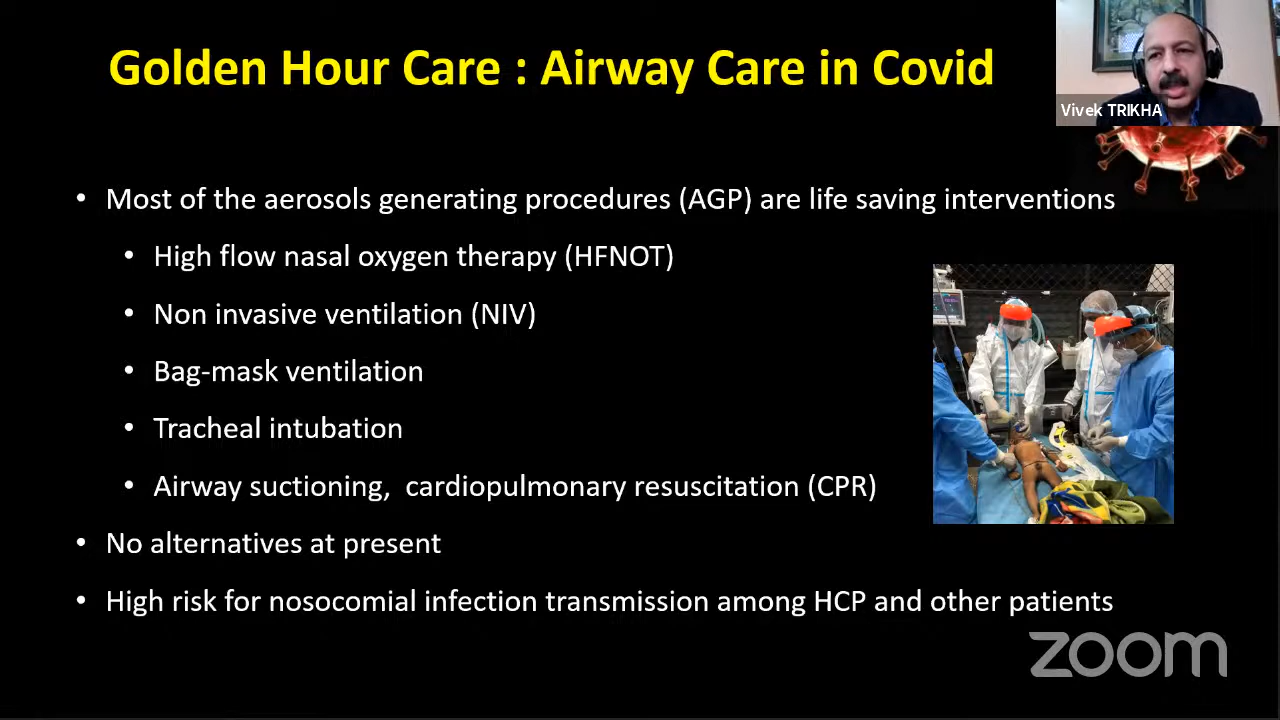 Golden Hour Care : Airway Care in Covid
Vivek TRIKHA
• Most of the aerosols generating procedures (AGP) are life saving interventions
• High flow nasal oxygen therapy (HFNOT)
• Non invasive ventilation (NIV)
• Bag-mask ventilation
• Tracheal intubation
• Airway suctioning, cardiopulmonary resuscitation (CPR)
• No alternatives at present
• High risk for nosocomial infection transmission among HCP and other patients
zoom